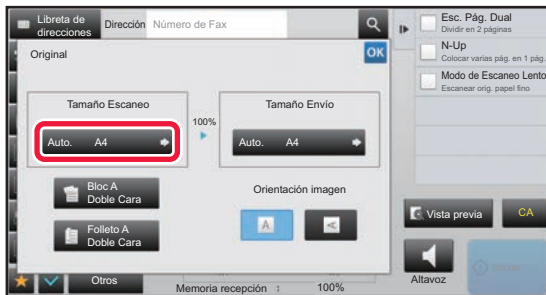 Libreta de
direcciones
Dirección
Número de Fax
Original
OK
Tamaño Escaneo
100%
Tamaño Envío
Auto. A4
Auto. A4
Bloc A
Doble Cara
Folleto A
Doble Cara
Orientación imagen
A
A
Esc. Pág. Dual
Dividir en 2 páginas
N-Up
Colocar varias pág. en 1 pág.
Modo de Escaneo Lento
Escanear orig. papel fino
Vista previa
CA
Altavoz
Otros
Memoria recepción : 100%